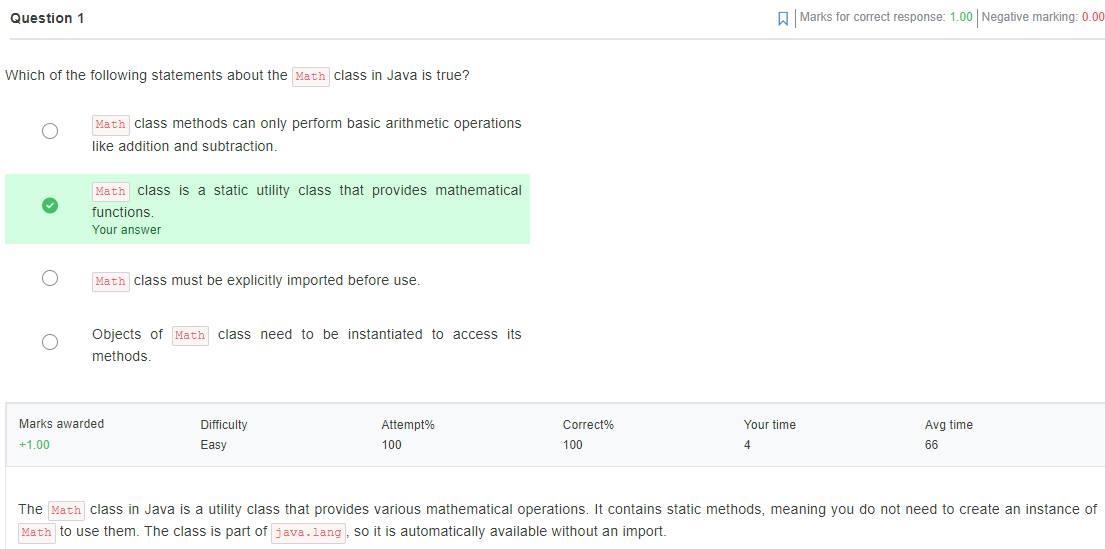 Question 1
Marks for correct response: 1.00 Negative marking: 0.00
Which of the following statements about the Math class in Java is true?
Math class methods can only perform basic arithmetic operations
like addition and subtraction.
Math class is a static utility class that provides mathematical
functions.
Your answer
Math class must be explicitly imported before use.
Objects of Math class need to be instantiated to access its
methods.
Marks awarded Difficulty Attempt% Correct% Your time Avg time
+1.00 Easy 100 100 4 66
The Math class in Java is a utility class that provides various mathematical operations. It contains static methods, meaning you do not need to create an instance of
Math to use them. The class is part of java.lang, so it is automatically available without an import.